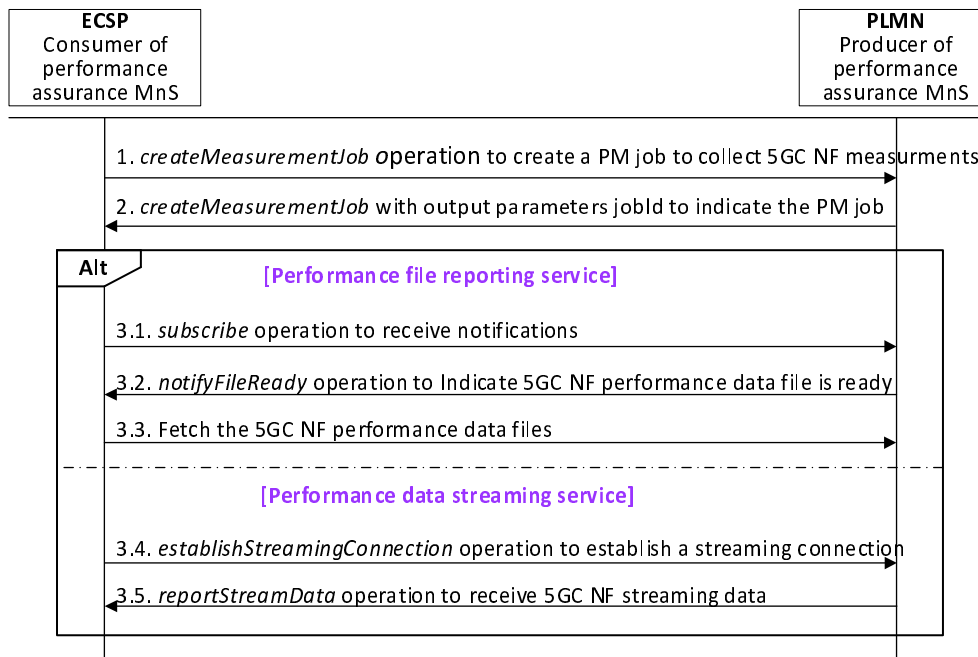 ECSP
Consumer of
performance
assurance MnS
PLMN
Producer of
performance
assurance MnS
1. createMeasurementJob operation to create a PM job to collect 5GC NF measurments
2. createMeasurementJob with output parameters jobId to indicate the PM job
Alt
[Performance file reporting service]
3.1. subscribe operation to receive notifications
3.2. notifyFileReady operation to Indicate 5GC NF performance data file is ready
3.3. Fetch the 5GC NF performance data files
[Performance data streaming service]
3.4. establishStreamingConnection operation to establish a streaming connection
3.5. reportStreamData operation to receive 5GC NF streaming data